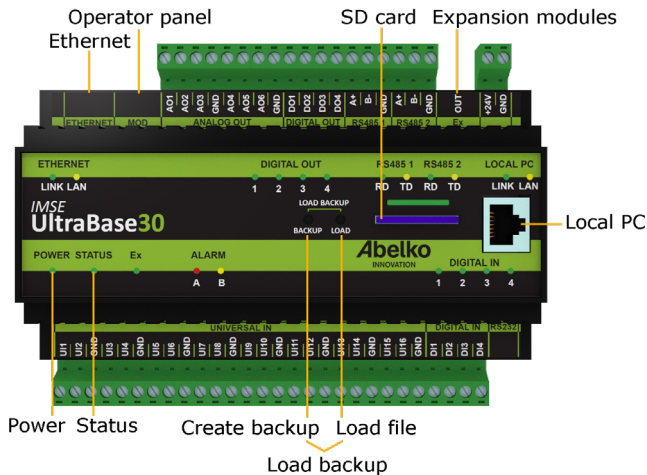 Operator panel SD card Expansion modules
Ethernet
AO1 AO2 AO3 GND AO4 AO5 AO6 GND DO1 DO2 DO3 DO4 A+ B- GND A+ B- GND OUT +24V GND
ETHERNET MOD ANALOG OUT DIGITAL OUT RS485 1 RS485 2 Ex
ETHERNET DIGITAL OUT RS485 1 RS485 2 LOCAL PC
LINK LAN 1 2 3 4 RD TD RD TD LINK LAN
IMSE LOAD BACKUP
UltraBase30 BACKUP LOAD Local PC
POWER STATUS Ex ALARM Abelko DIGITAL IN
INNOVATION
A B 1 2 3 4
UNIVERSAL IN DIGITAL IN RS232
UI1 UI2 GND UI3 UI4 GND UI5 UI6 GND UI7 UI8 GND UI9 UI10 GND UI11 UI12 GND UI13 UI14 GND UI15 UI16 GND DI1 DI2 DI3 DI4
Power Status Create backup Load file
Load backup